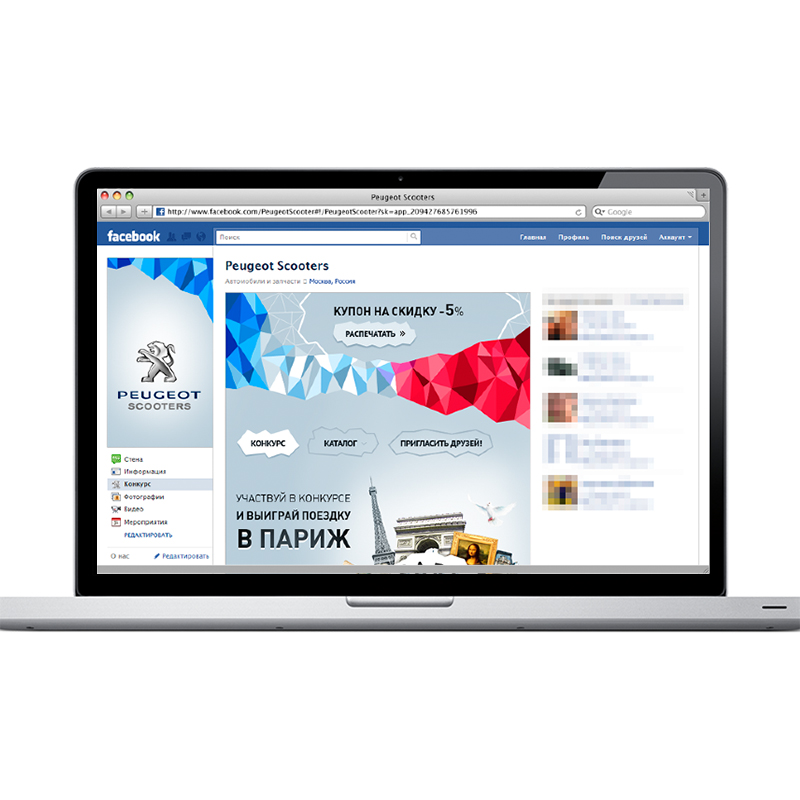 Peugeot Scooters
http://www.facebook.com/PeugeotScooter#!/PeugeotScooter?sk=app_209427685761996
Google
facebook
Поиск
Главная Профиль Поиск друзей Аккаунт
Peugeot Scooters
Автомобили и запчасти Москва, Россия
PEUGEOT
SCOOTERS
КУПОН НА СКИДКУ -5%
РАСПЕЧАТАТЬ »
КОНКУРС КАТАЛОГ ПРИГЛАСИТЬ ДРУЗЕЙ!
Стена
Информация
Конкурс
Фотографии
Видео
Мероприятия
РЕДАКТИРОВАТЬ
О нас Редактировать
УЧАСТВУЙ В КОНКУРСЕ
И ВЫИГРАЙ ПОЕЗДКУ
В ПАРИЖ